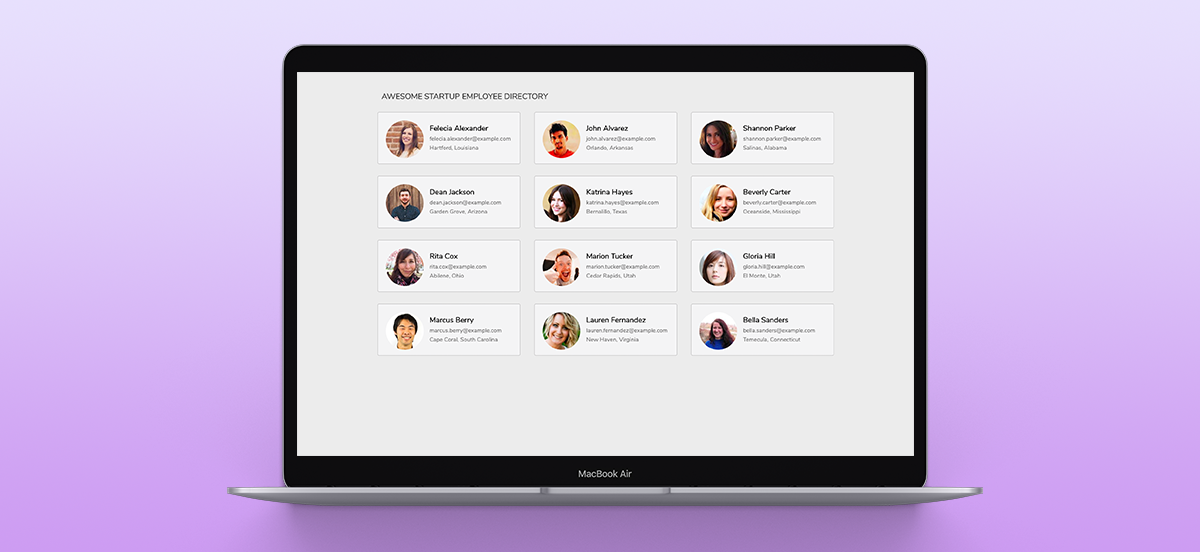 AWESOME STARTUP EMPLOYEE DIRECTORY
Felecia Alexander
felecia.alexander@example.com
Hartford, Louisiana
John Alvarez
john.alvarez@example.com
Orlando, Arkansas
Shannon Parker
shannon.parker@example.com
Salinas, Alabama
Dean Jackson
dean.jackson@example.com
Garden Grove, Arizona
Katrina Hayes
katrina.hayes@example.com
Bernalillo, Texas
Beverly Carter
beverly.carter@example.com
Oceanside, Mississippi
Rita Cox
rita.cox@example.com
Abilene, Ohio
Marion Tucker
marion.tucker@example.com
Cedar Rapids, Utah
Gloria Hill
gloria.hill@example.com
El Monte, Utah
Marcus Berry
marcus.berry@example.com
Cape Coral, South Carolina
Lauren Fernandez
lauren.fernandez@example.com
New Haven, Virginia
Bella Sanders
bella.sanders@example.com
Temecula, Connecticut
MacBook Air